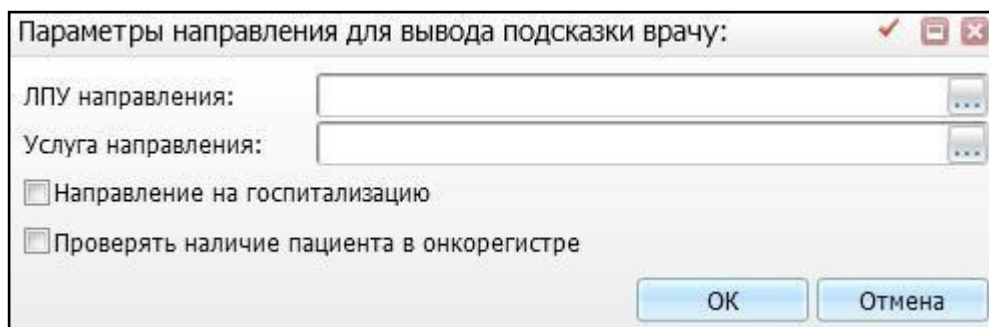 Параметры направления для вывода подсказки врачу:
ЛПУ направления:
...
Услуга направления:
...
Направление на госпитализацию
Проверять наличие пациента в онкорегистре
ОК Отмена